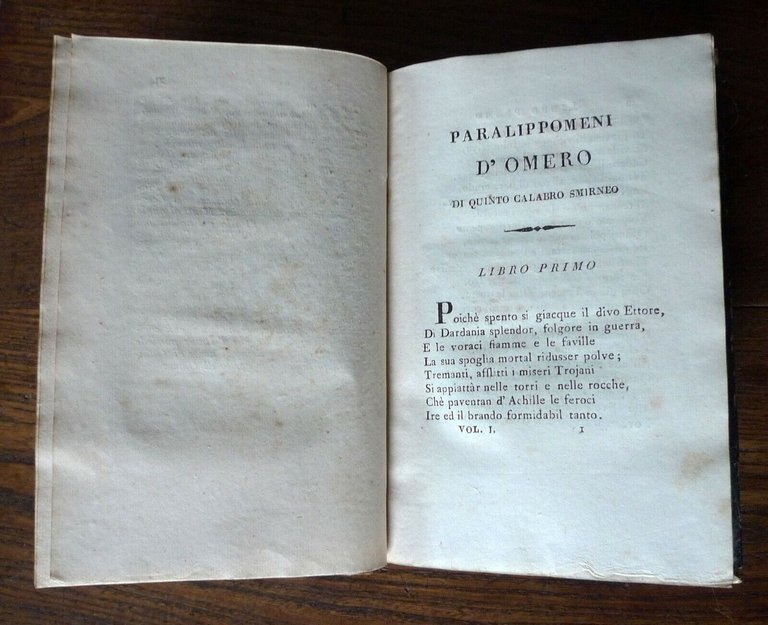 PARALIPPOMENI
D' OMERO
DI QUINTO CALABRO SMIRNEO
LIBRO PRIMO
Poichè spento si giacque il divo Ettore,
Di Dardania splendor, folgore in guerra,
E le voraci fiamme e le faville
La sua spoglia mortal ridusser polve;
Tremanti, afflitti i miseri Trojani
Si appiattàr nelle torri e nelle rocche,
Chè paventan d' Achille le feroci
Ire ed il brando formidabil tanto.
VOL. I. 1